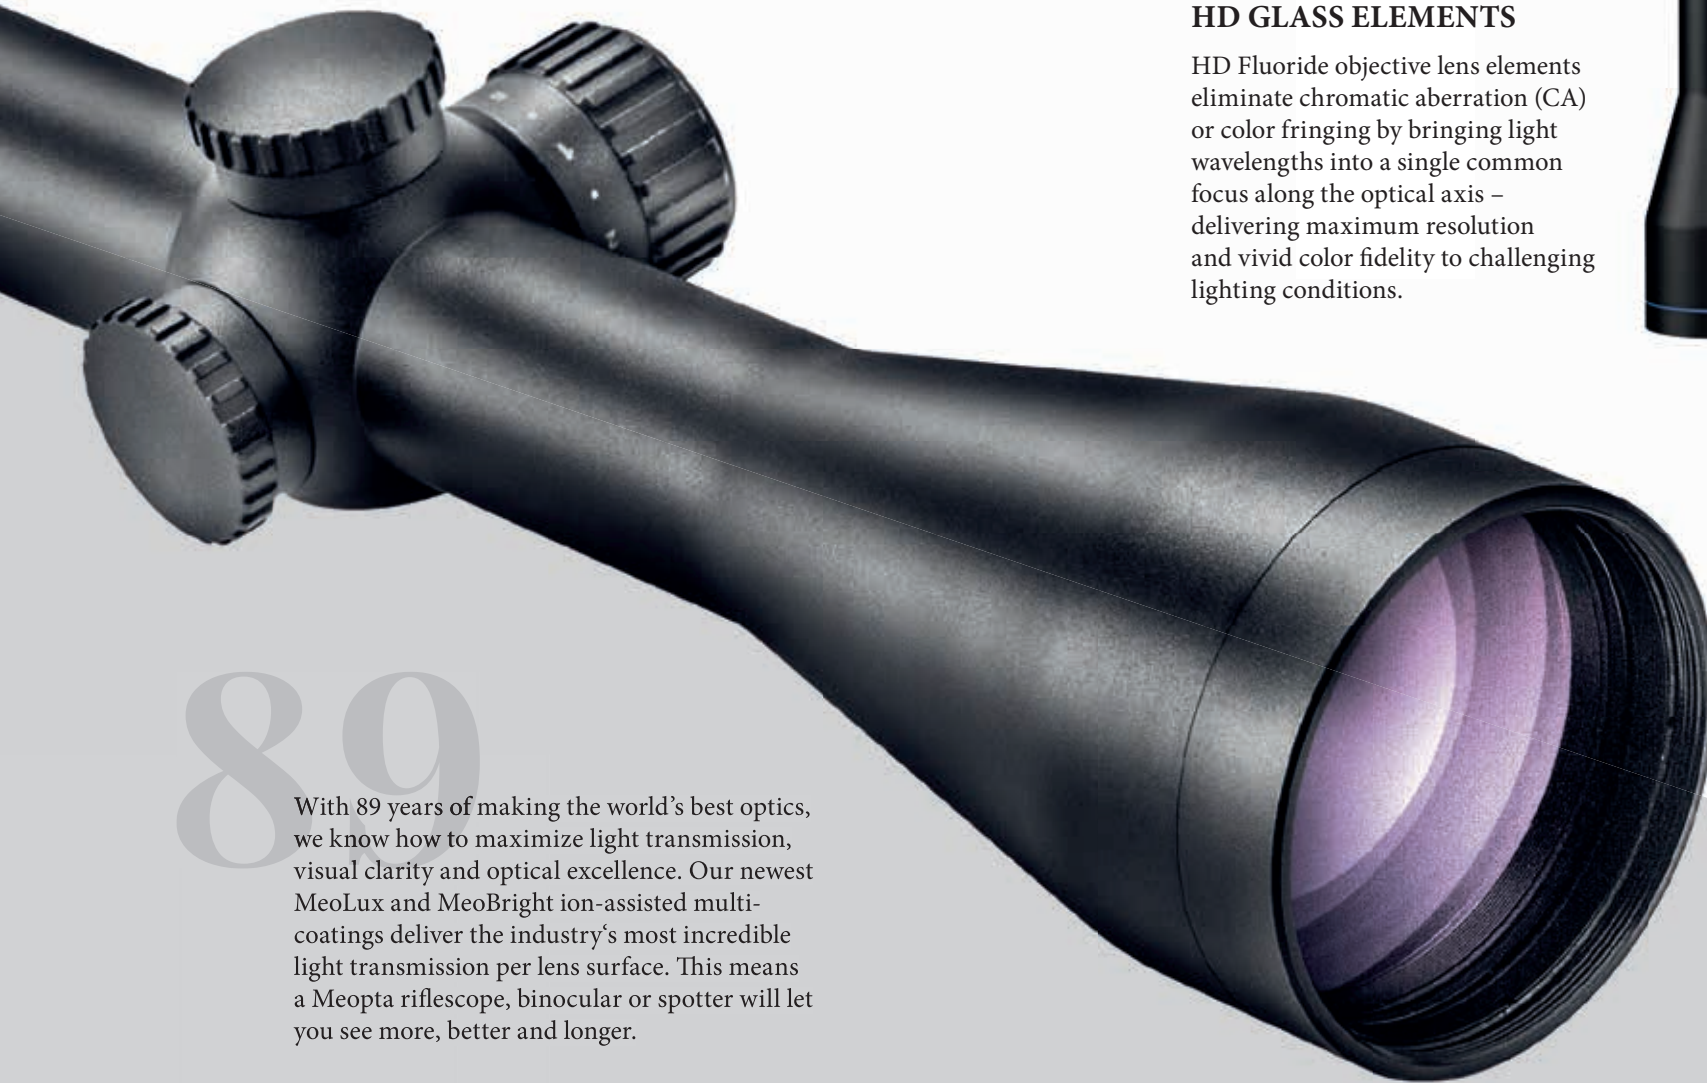 HD GLASS ELEMENTS
HD Fluoride objective lens elements
eliminate chromatic aberration (CA)
or color fringing by bringing light
wavelengths into a single common
focus along the optical axis –
delivering maximum resolution
and vivid color fidelity to challenging
lighting conditions.
89
With 89 years of making the world’s best optics,
we know how to maximize light transmission,
visual clarity and optical excellence. Our newest
MeoLux and MeoBright ion-assisted multi-
coatings deliver the industry‘s most incredible
light transmission per lens surface. This means
a Meopta riflescope, binocular or spotter will let
you see more, better and longer.